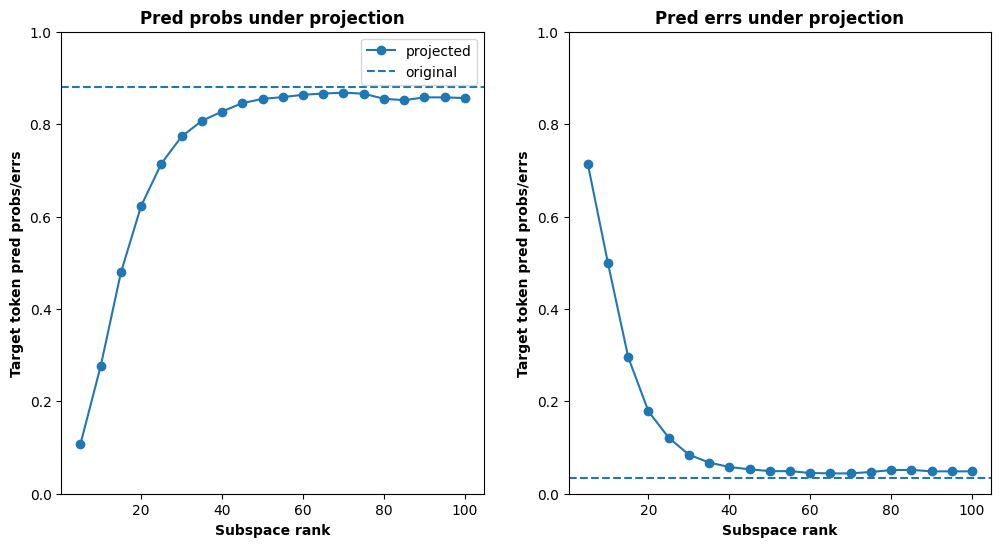 Pred probs under projection
Target token pred probs/errs
1.0
0.8
0.6
0.4
0.2
0.0
projected
original
20
40
60
80
100
Subspace rank
Pred errs under projection
Target token pred probs/errs
1.0
0.8
0.6
0.4
0.2
0.0
20
40
60
80
100
Subspace rank